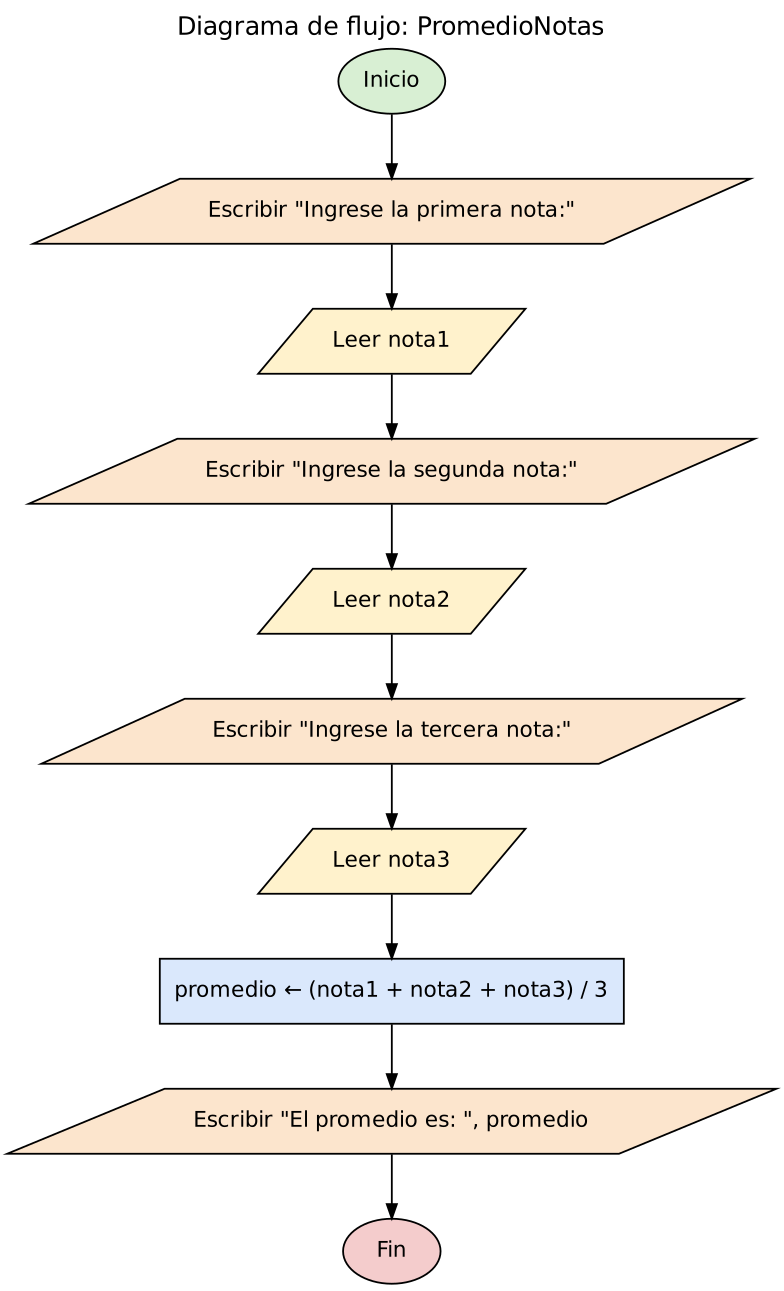 Diagrama de flujo: PromedioNotas
Inicio
Escribir "Ingrese la primera nota:"
Leer nota1
Escribir "Ingrese la segunda nota:"
Leer nota2
Escribir "Ingrese la tercera nota:"
Leer nota3
promedio ← (nota1 + nota2 + nota3) / 3
Escribir "El promedio es: ", promedio
Fin